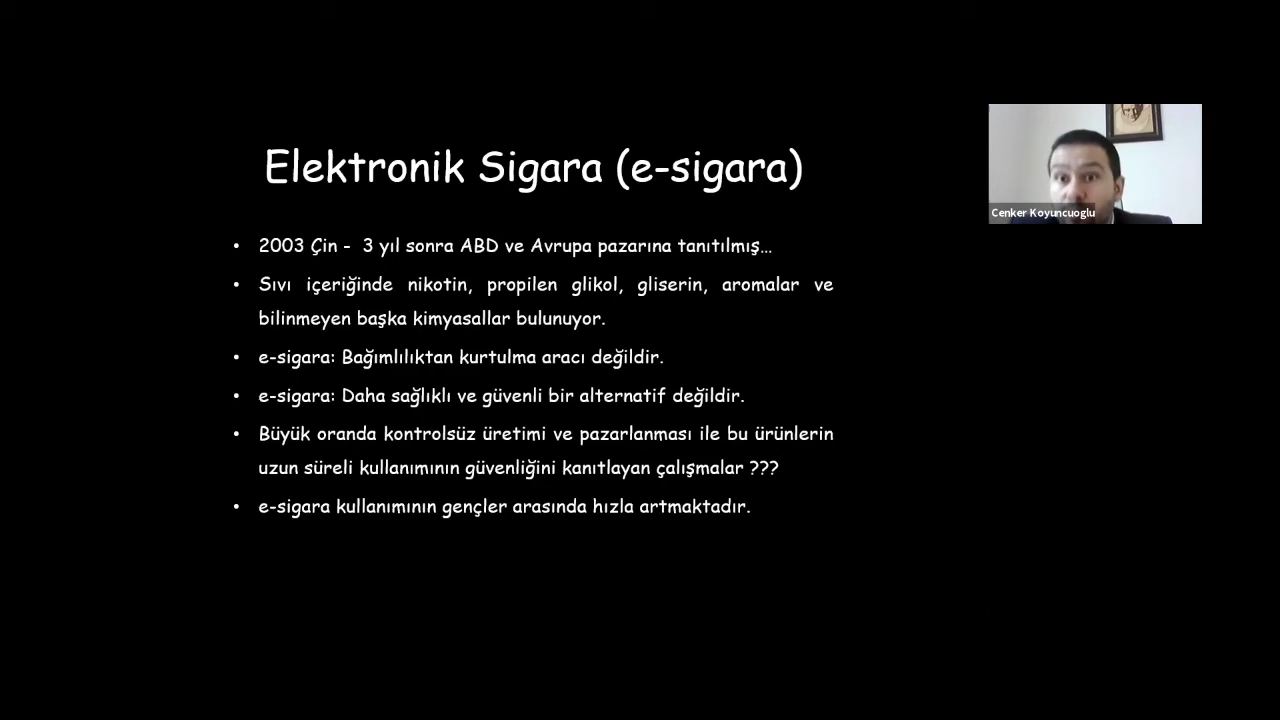 Elektronik Sigara (e-sigara)
Cenker Koyuncuoglu
• 2003 Çin - 3 yıl sonra ABD ve Avrupa pazarına tanıtılmış...
• Sıvı içeriğinde nikotin, propilen glikol, gliserin, aromalar ve
bilinmeyen başka kimyasallar bulunuyor.
• e-sigara: Bağımlılıktan kurtulma aracı değildir.
• e-sigara: Daha sağlıklı ve güvenli bir alternatif değildir.
• Büyük oranda kontrolsüz üretimi ve pazarlanması ile bu ürünlerin
uzun süreli kullanımının güvenliğini kanıtlayan çalışmalar ???
• e-sigara kullanımının gençler arasında hızla artmaktadır.